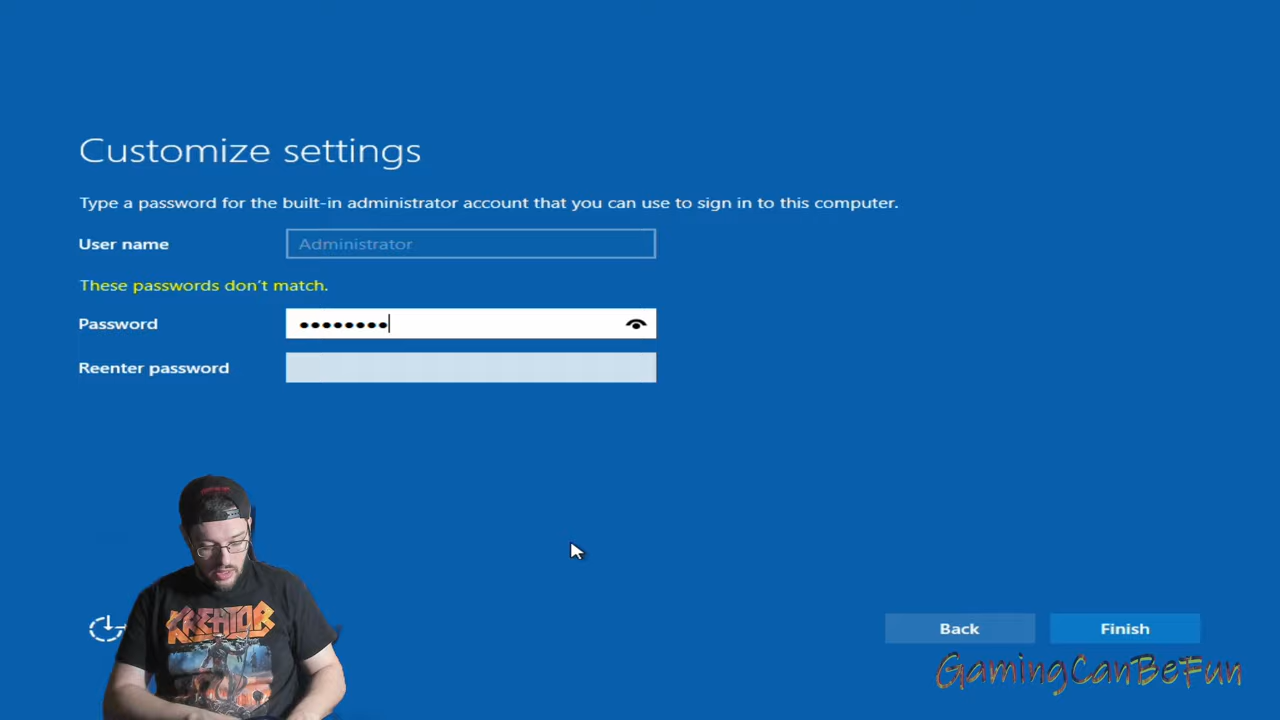 Customize settings
Type a password for the built-in administrator account that you can use to sign in to this computer.
User name
Administrator
These passwords don't match.
Password
••••••••
Reenter password
KREATOR
Back
Finish
GamingCanBeFun